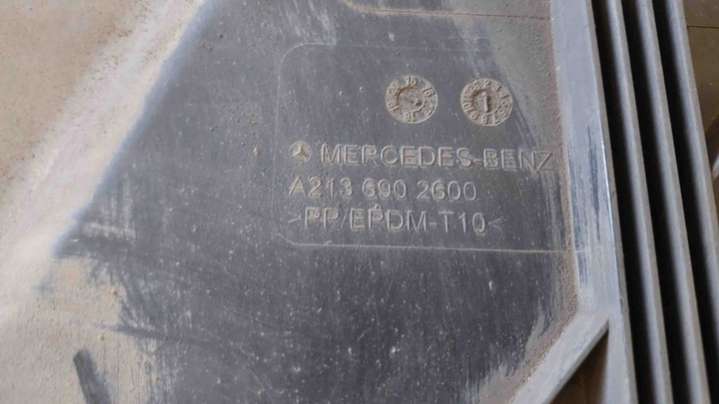 MERCEDES-BENZ
A213 690 2600
>PP/EPDM-T10<